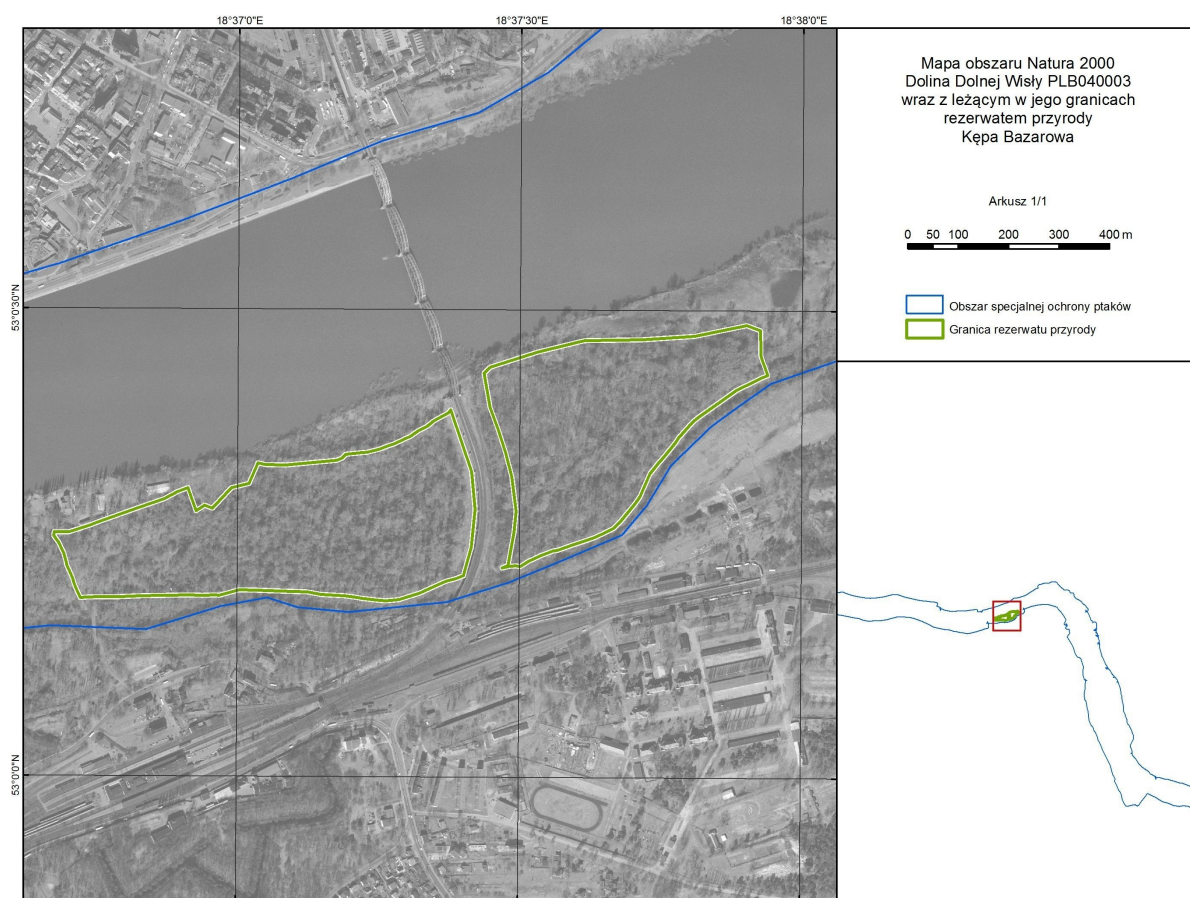 18°37'0"E
18°37'30"E
18°38'0"E
Mapa obszaru Natura 2000
Dolina Dolnej Wisły PLB040003
wraz z leżącym w jego granicach
rezerwatem przyrody
Kępa Bazarowa
Arkusz 1/1
0 50 100 200 300 400 m
Obszar specjalnej ochrony ptaków
Granica rezerwatu przyrody
53°0'30"N
53°0'0"N